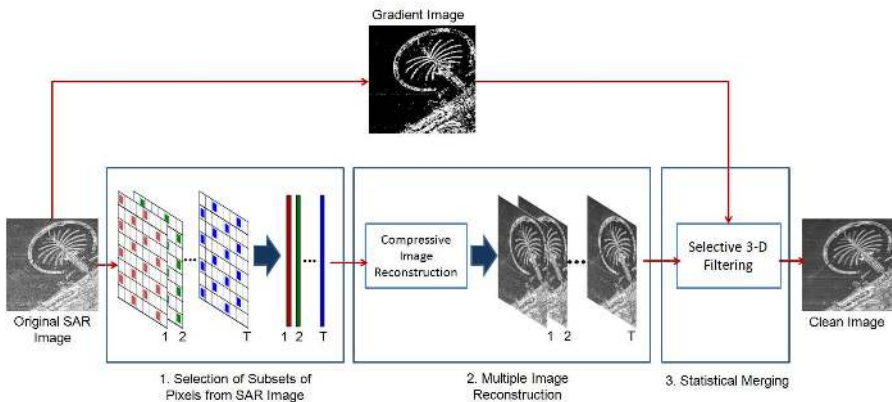 Gradient Image
Original SAR
Image
1 2 T
1 2 T
Compressive
Image
Reconstruction
1 2 T
Selective 3-D
Filtering
Clean Image
1. Selection of Subsets of
Pixels from SAR Image
2. Multiple Image
Reconstruction
3. Statistical Merging